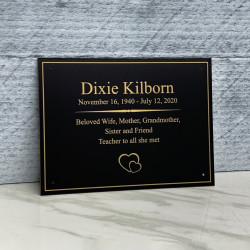 Dixie Kilborn
November 16, 1940 - July 12, 2020
Beloved Wife, Mother, Grandmother,
Sister and Friend
Teacher to all she met